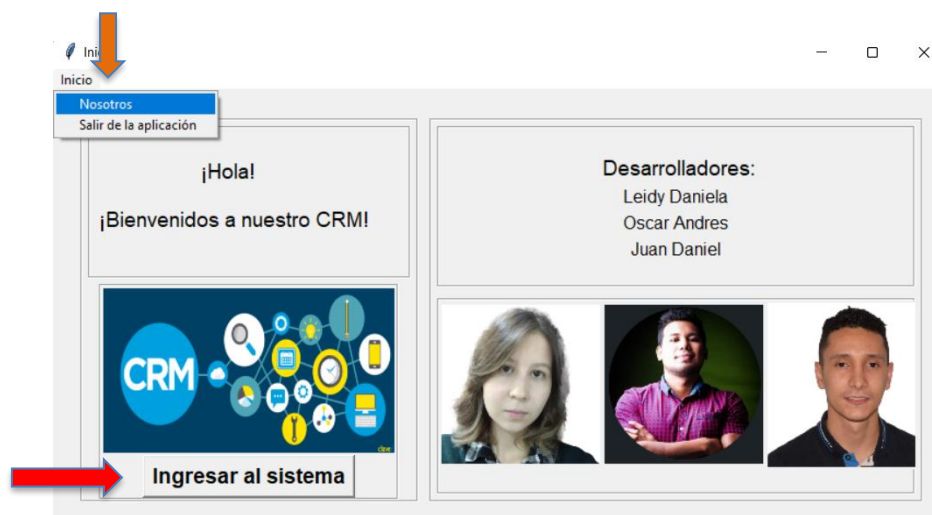 Ini
Inicio
Nosotros
Salir de la aplicación
¡Hola!
¡Bienvenidos a nuestro CRM!
CRM
Ingresar al sistema
Desarrolladores:
Leidy Daniela
Oscar Andres
Juan Daniel